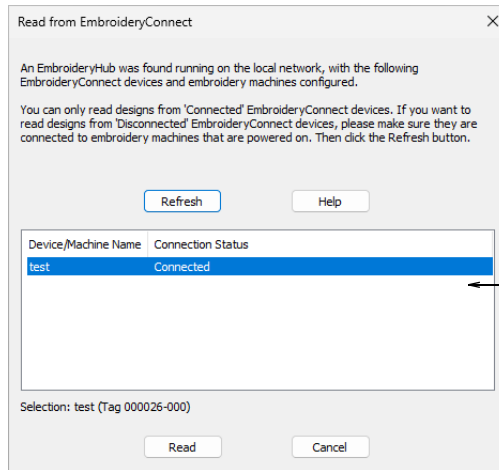 Read from EmbroideryConnect
An EmbroideryHub was found running on the local network, with the following
EmbroideryConnect devices and embroidery machines configured.
You can only read designs from 'Connected' EmbroideryConnect devices. If you want to
read designs from 'Disconnected' EmbroideryConnect devices, please make sure they are
connected to embroidery machines that are powered on. Then click the Refresh button.
Refresh Help
Device/Machine Name Connection Status
test Connected
Selection: test (Tag 000026-000)
Read Cancel